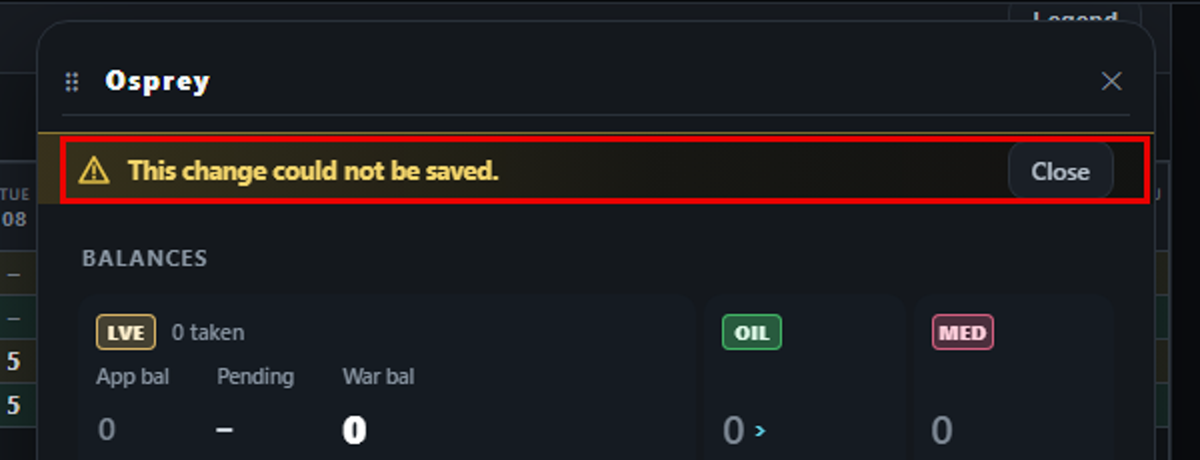 Legend
Osprey
This change could not be saved.
Close
TUE
08
BALANCES
–
LVE 0 taken
OIL
MED
–
5
App bal Pending War bal
5
0 – 0
0 >
0